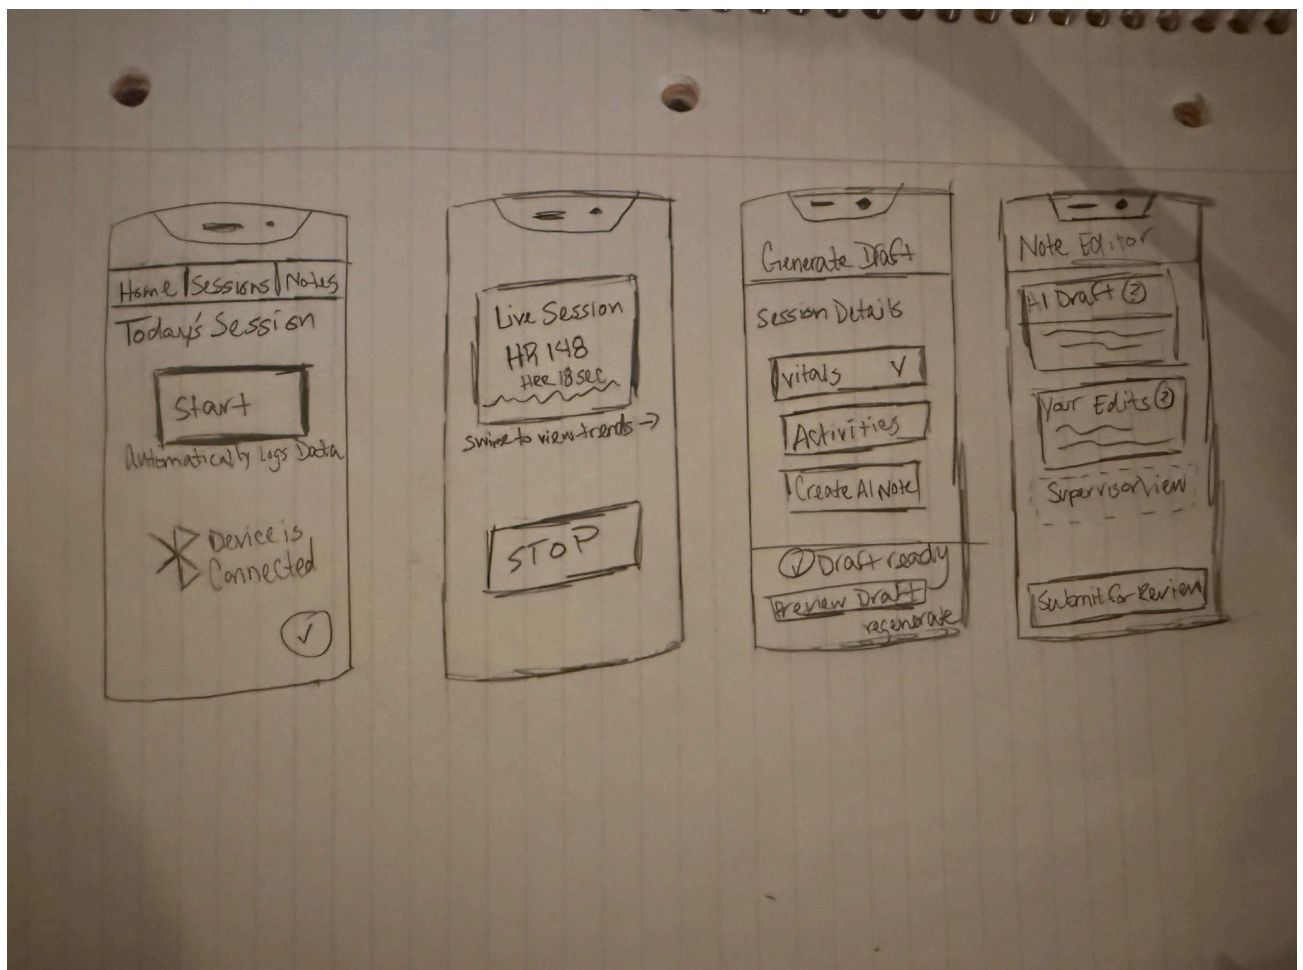 Home Sessions Notes
Today's Session
Start
Automatically Logs Data
Device is
Connected
Live Session
HR 148
18 sec
Swipe to view trends →
STOP
Generate Draft
Session Details
Vitals
Activities
Create AI Note
Draft ready
Preview Draft
regenerate
Note Editor
AI Draft
Your Edits
Supervisor View
Submit for Review